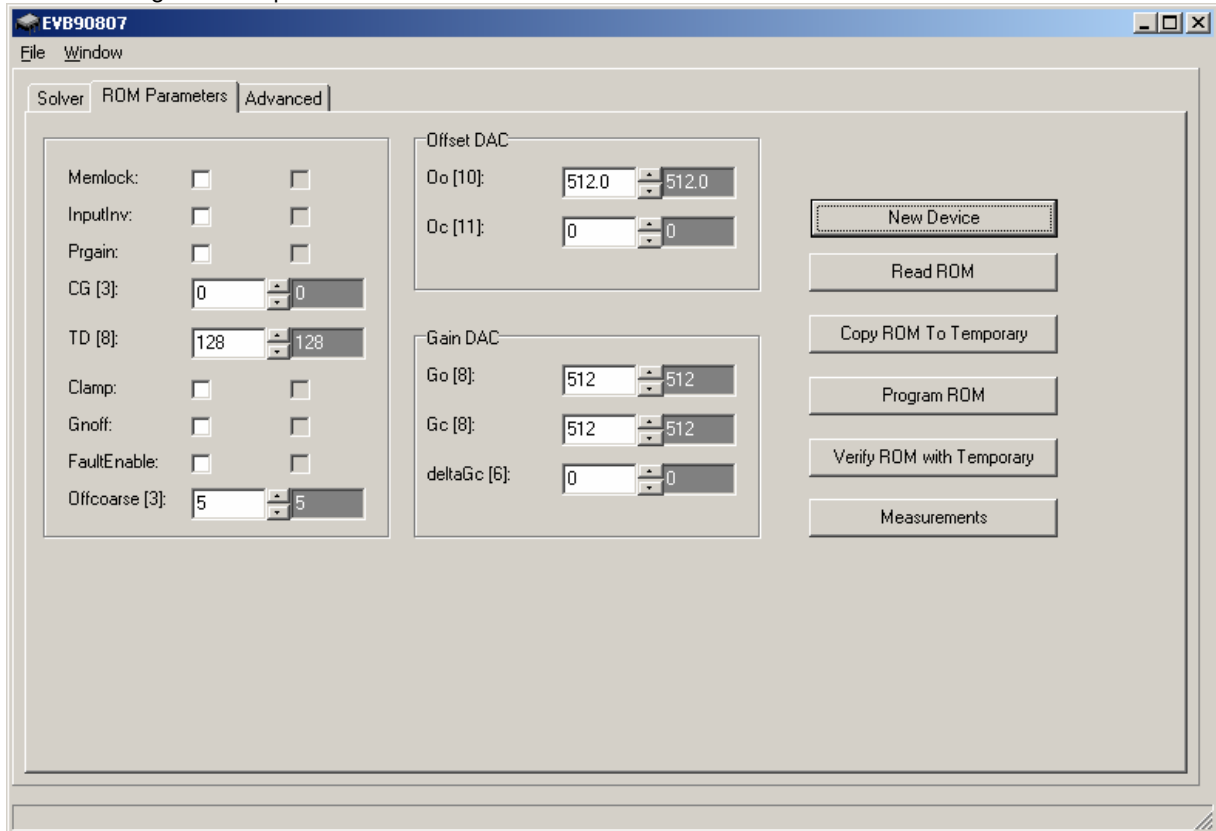 EVB90807
File Window
Solver ROM Parameters Advanced
Memlock:
InputInv:
Prgain:
CG [3]: 0 0
TD [8]: 128 128
Clamp:
Gnoff:
FaultEnable:
Offcoarse [3]: 5 5
Offset DAC
Oo [10]: 512.0 512.0
Oc [11]: 0 0
Gain DAC
Go [8]: 512 512
Gc [8]: 512 512
deltaGc [6]: 0 0
New Device
Read ROM
Copy ROM To Temporary
Program ROM
Verify ROM with Temporary
Measurements